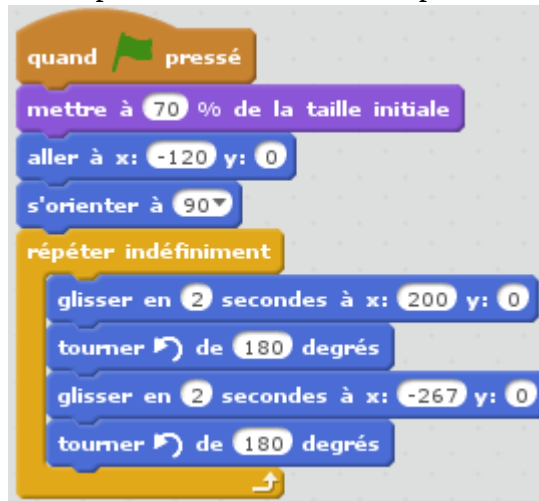 quand pressé
mettre à 70 % de la taille initiale
aller à x: -120 y: 0
s'orienter à 90
répéter indéfiniment
glisser en 2 secondes à x: 200 y: 0
tourner de 180 degrés
glisser en 2 secondes à x: -267 y: 0
tourner de 180 degrés